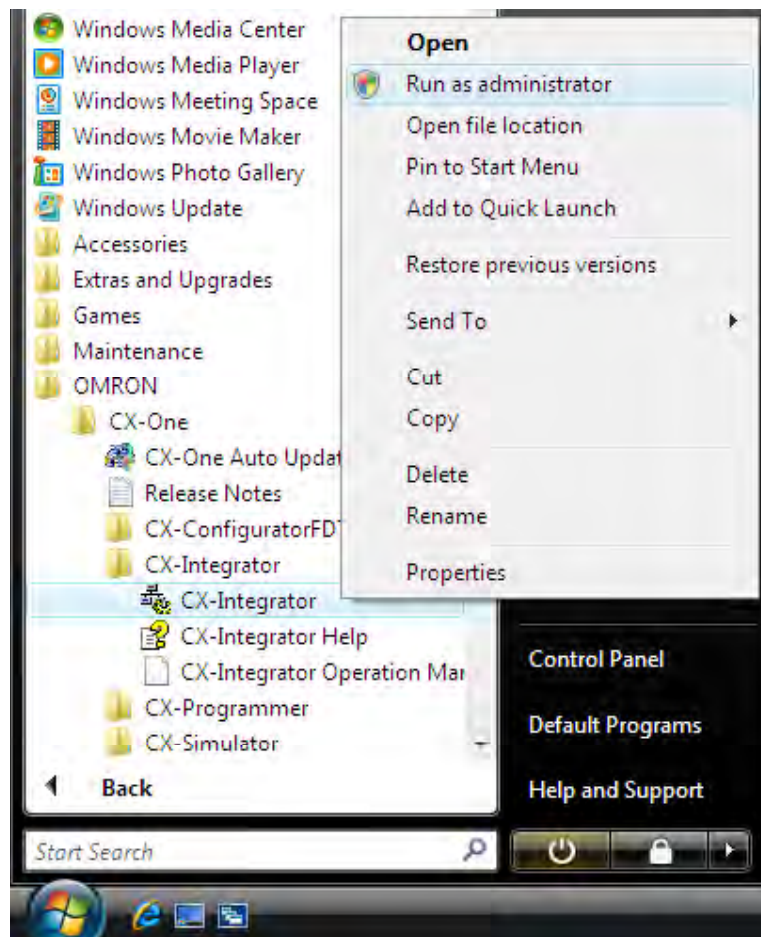 Windows Media Center
Windows Media Player
Windows Meeting Space
Windows Movie Maker
Windows Photo Gallery
Windows Update
Accessories
Extras and Upgrades
Games
Maintenance
OMRON
CX-One
CX-One Auto Updat
Release Notes
CX-ConfiguratorFDT
CX-Integrator
CX-Integrator
CX-Integrator Help
CX-Integrator Operation Mar
CX-Programmer
CX-Simulator
Back
Start Search
Open
Run as administrator
Open file location
Pin to Start Menu
Add to Quick Launch
Restore previous versions
Send To
Cut
Copy
Delete
Rename
Properties
Control Panel
Default Programs
Help and Support